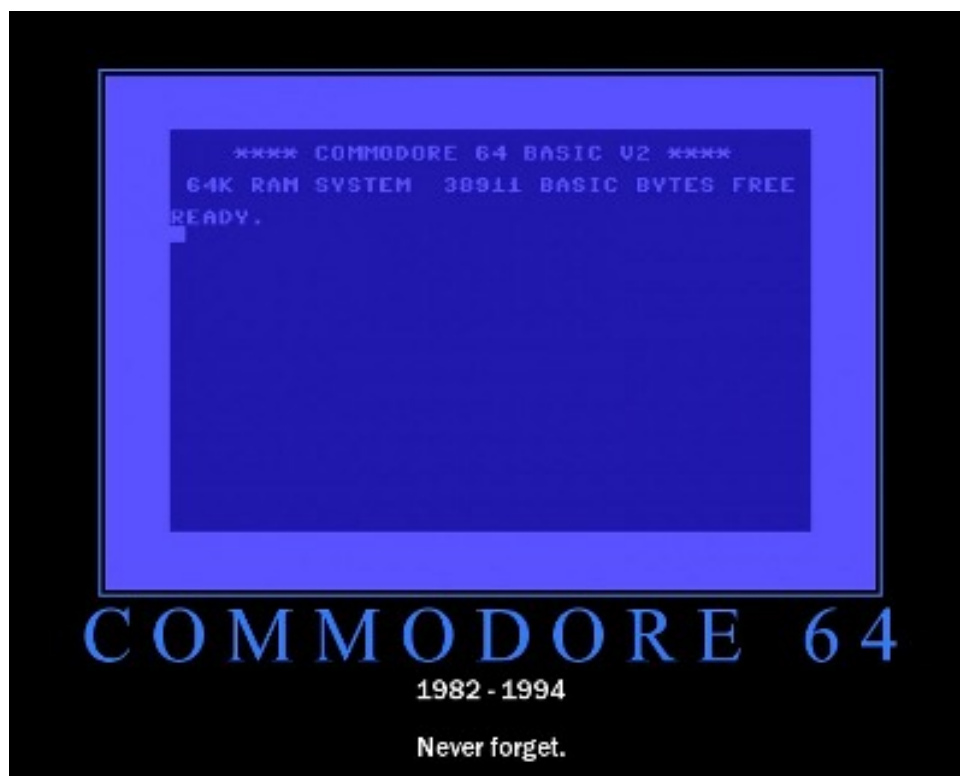 **** COMMODORE 64 BASIC V2 ****
64K RAM SYSTEM 38911 BASIC BYTES FREE
READY.
COMMODORE 64
1982 - 1994
Never forget.